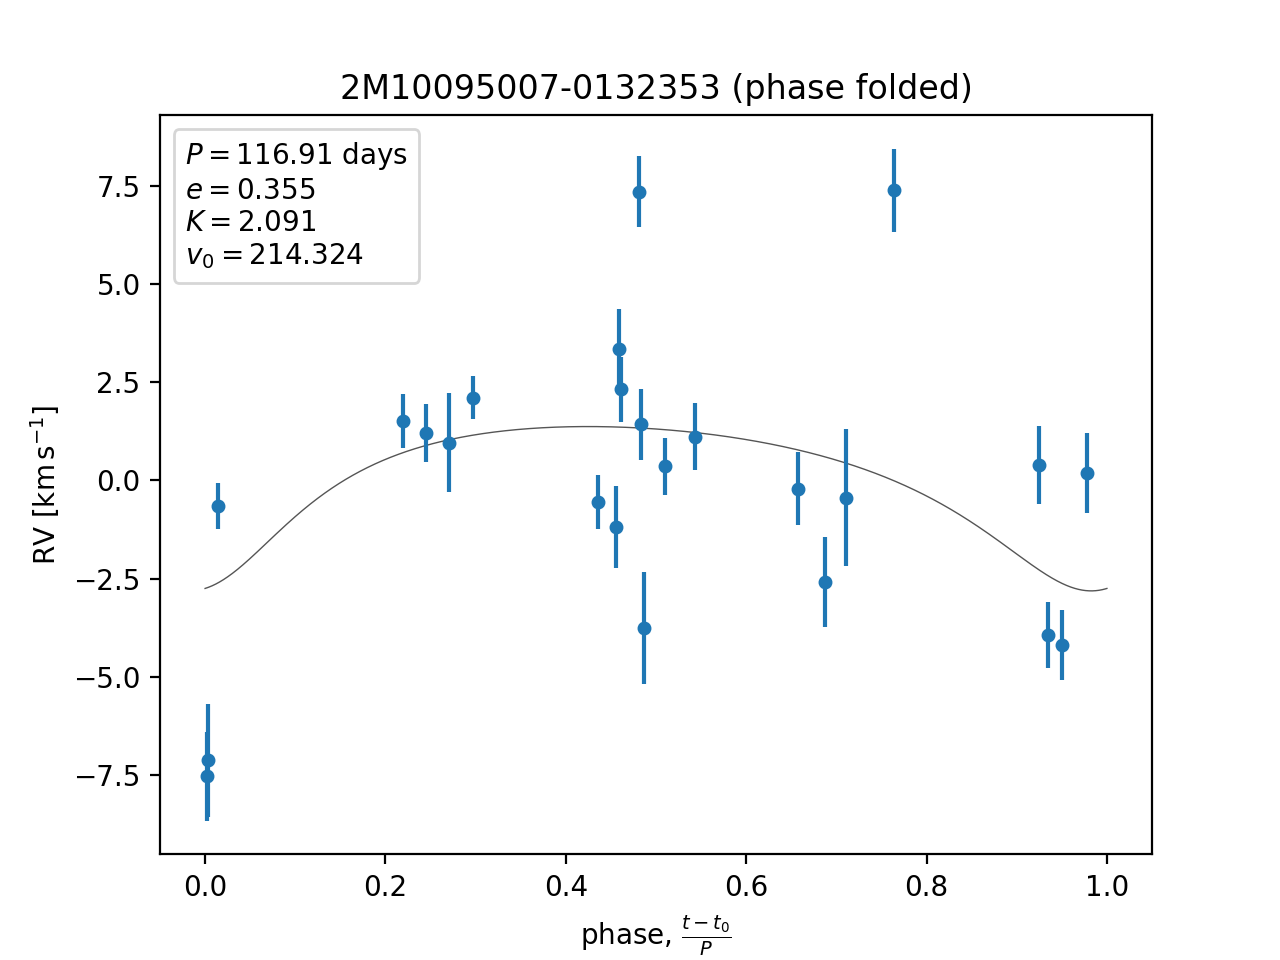 2M10095007-0132353 (phase folded)
P = 116.91 days
e = 0.355
K = 2.091
v₀ = 214.324
7.5
5.0
2.5
0.0
−2.5
−5.0
−7.5
RV [km s⁻¹]
0.0 0.2 0.4 0.6 0.8 1.0
phase, (t − t₀)/P